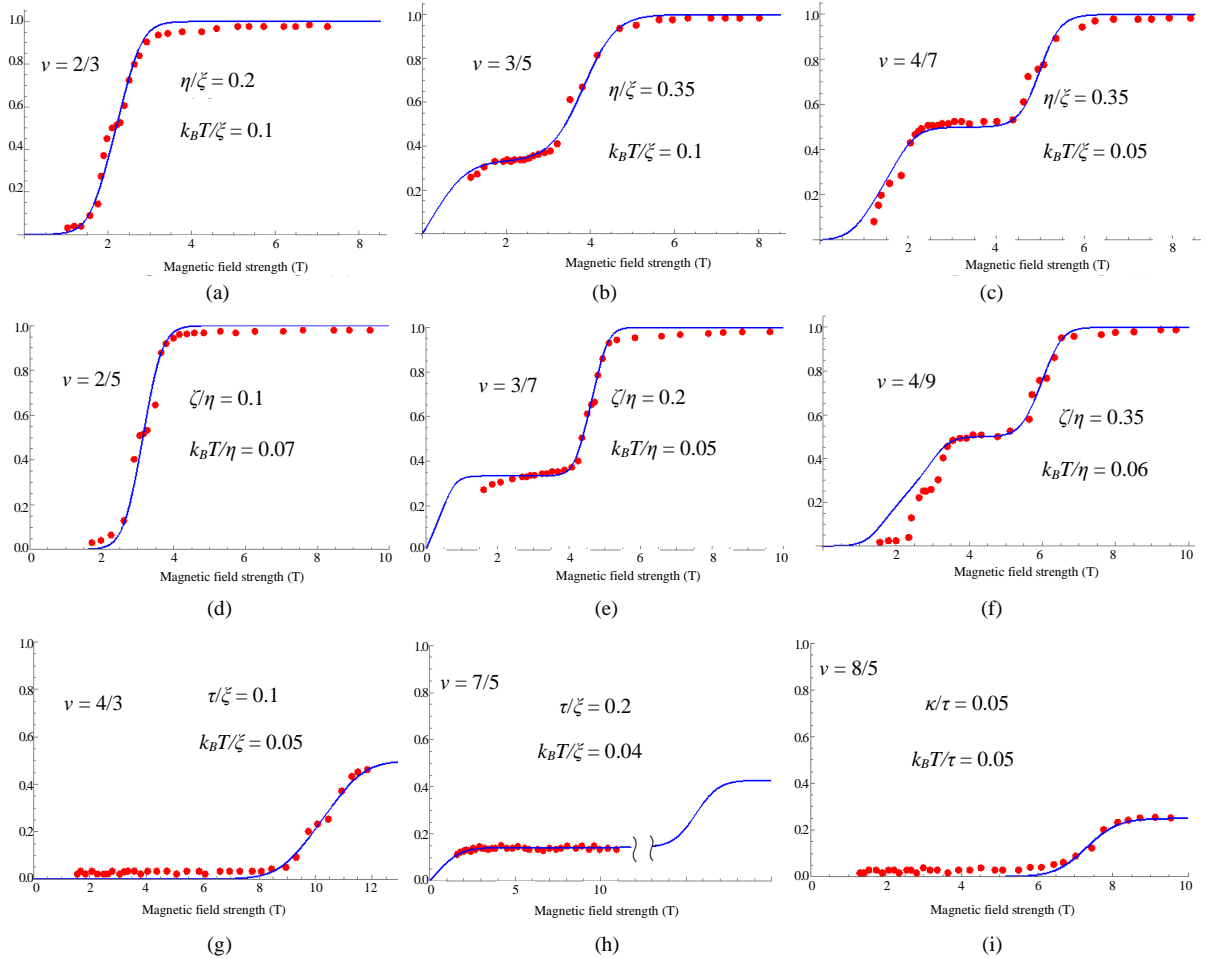 1.0
0.8
0.6
0.4
0.2
ν = 2/3
η/ξ = 0.2
k_BT/ξ = 0.1
2
4
6
8
Magnetic field strength (T)
(a)
1.0
0.8
0.6
0.4
0.2
ν = 3/5
η/ξ = 0.35
k_BT/ξ = 0.1
2
4
6
8
Magnetic field strength (T)
(b)
1.0
0.8
0.6
0.4
0.2
ν = 4/7
η/ξ = 0.35
k_BT/ξ = 0.05
2
4
6
8
Magnetic field strength (T)
(c)
1.0
0.8
0.6
0.4
0.2
0.0
ν = 2/5
ζ/η = 0.1
k_BT/η = 0.07
0
2
4
6
8
10
Magnetic field strength (T)
(d)
1.0
0.8
0.6
0.4
0.2
0.0
ν = 3/7
ζ/η = 0.2
k_BT/η = 0.05
2
4
6
8
10
Magnetic field strength (T)
(e)
1.0
0.8
0.6
0.4
0.2
0.0
ν = 4/9
ζ/η = 0.35
k_BT/η = 0.06
2
4
6
8
10
Magnetic field strength (T)
(f)
1.0
0.8
0.6
0.4
0.2
0.0
ν = 4/3
τ/ξ = 0.1
k_BT/ξ = 0.05
0
2
4
6
8
10
12
Magnetic field strength (T)
(g)
1.0
0.8
0.6
0.4
0.2
0.0
ν = 7/5
τ/ξ = 0.2
k_BT/ξ = 0.04
0
5
10
Magnetic field strength (T)
(h)
1.0
0.8
0.6
0.4
0.2
0.0
ν = 8/5
κ/τ = 0.05
k_BT/τ = 0.05
0
2
4
6
8
10
Magnetic field strength (T)
(i)